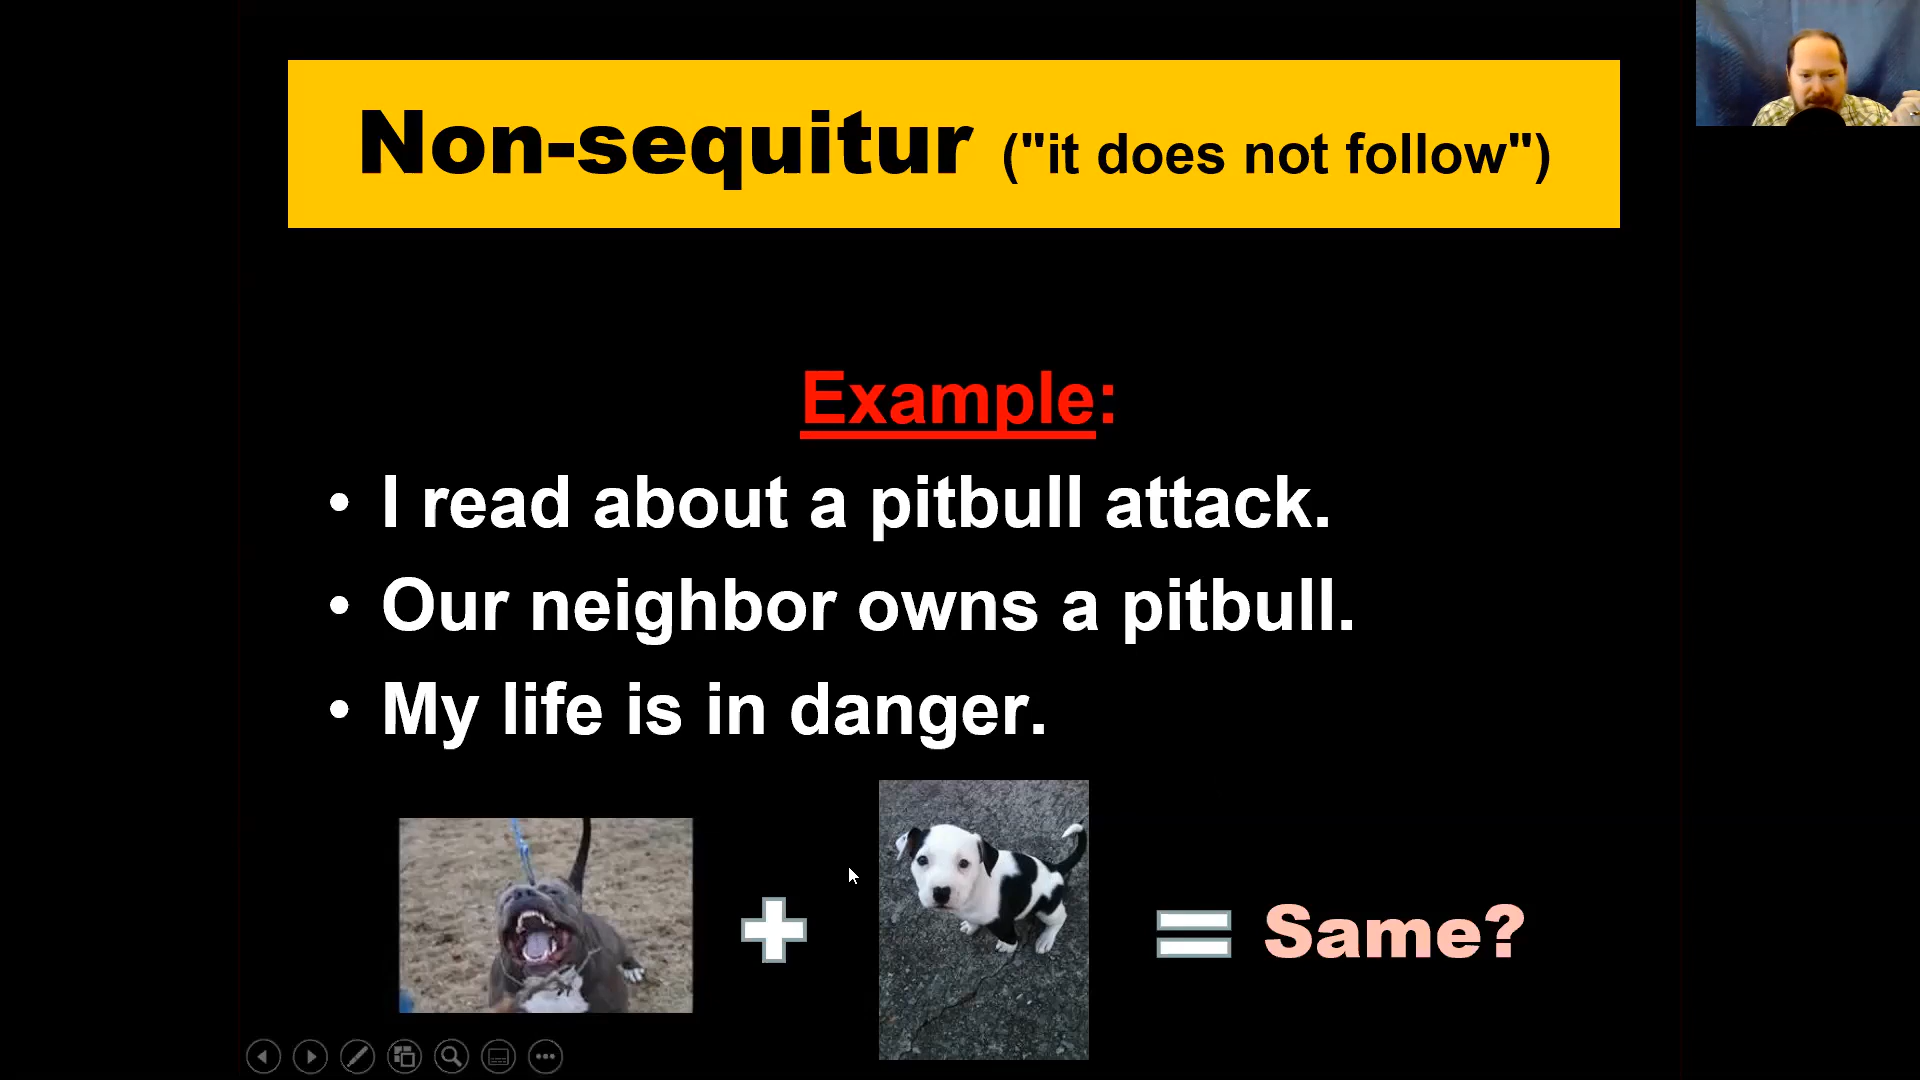 Non-sequitur ("it does not follow")
Example:
• I read about a pitbull attack.
• Our neighbor owns a pitbull.
• My life is in danger.
Same?